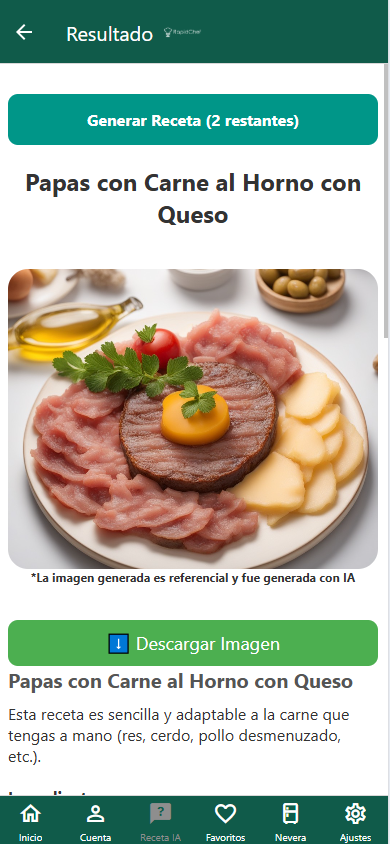 Resultado RapidChef
Generar Receta (2 restantes)
Papas con Carne al Horno con
Queso
*La imagen generada es referencial y fue generada con IA
Descargar Imagen
Papas con Carne al Horno con Queso
Esta receta es sencilla y adaptable a la carne que
tengas a mano (res, cerdo, pollo desmenuzado,
etc.).
Inicio Cuenta Receta IA Favoritos Nevera Ajustes